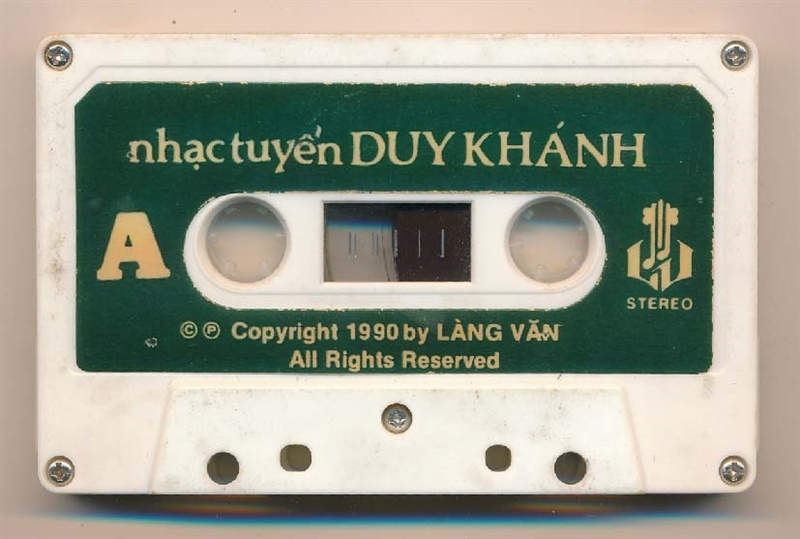 nhạc tuyển DUY KHÁNH
A
STEREO
© ℗ Copyright 1990 by LÀNG VĂN
All Rights Reserved